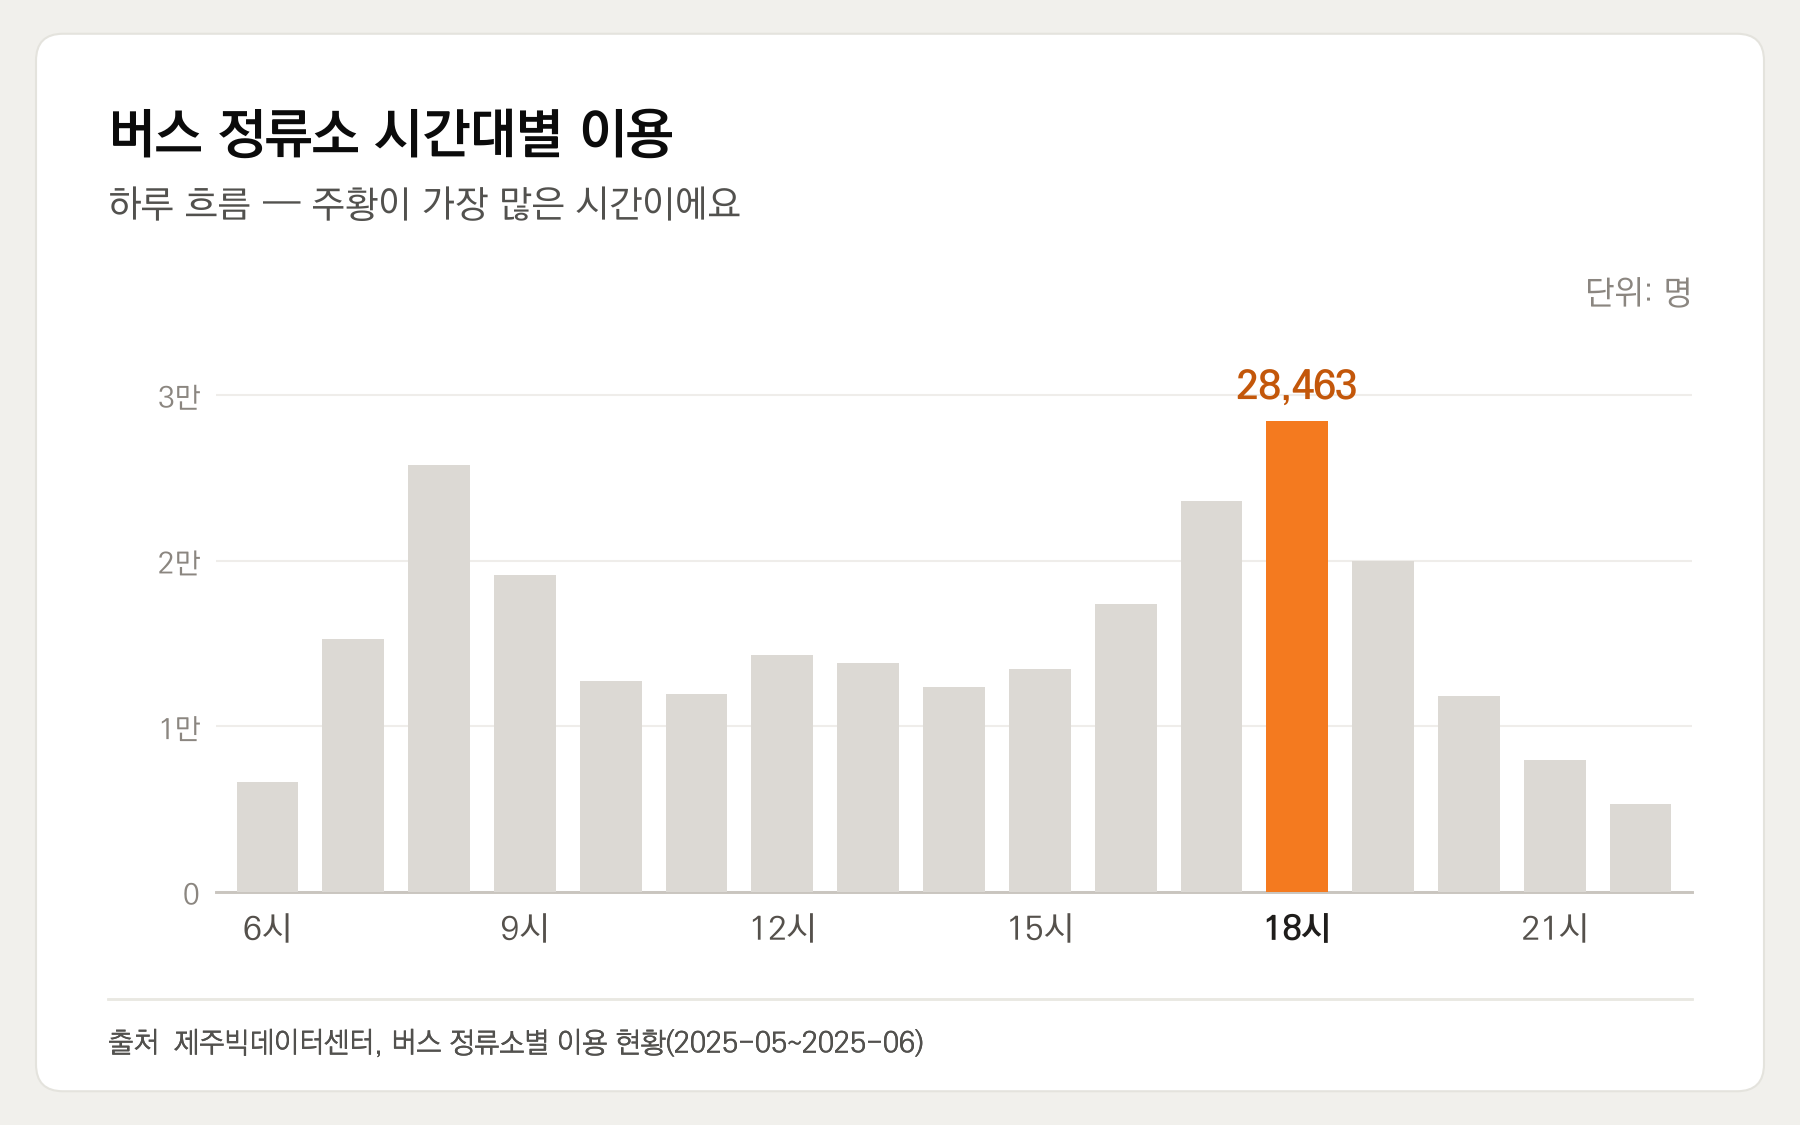 버스 정류소 시간대별 이용
하루 흐름 — 주황이 가장 많은 시간이에요
단위: 명
28,463
3만
2만
1만
0
6시 9시 12시 15시 18시 21시
출처 제주빅데이터센터, 버스 정류소별 이용 현황(2025-05~2025-06)